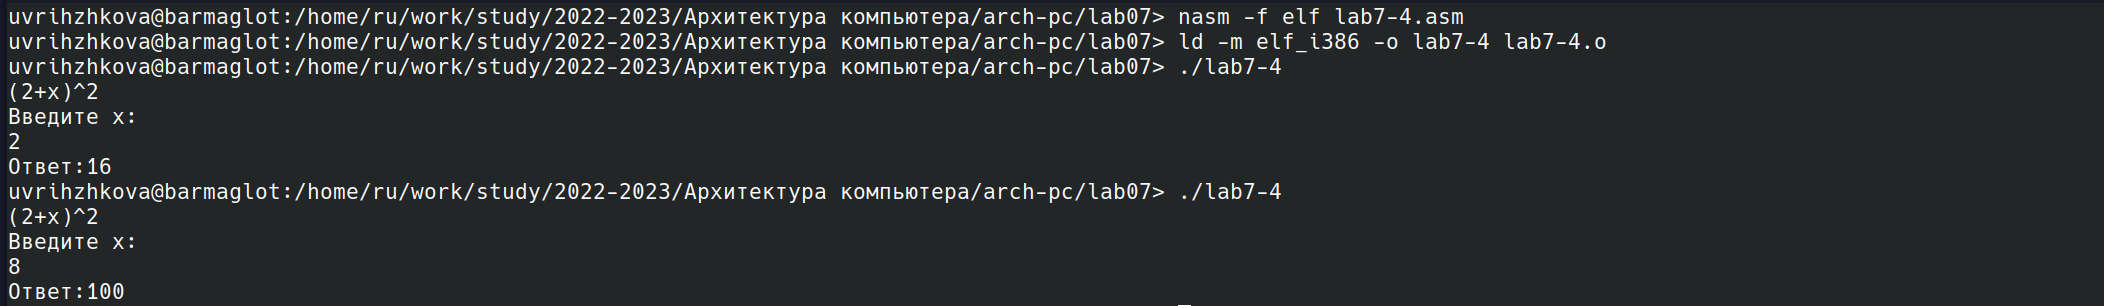 uvrihzhkova@barmaglot:/home/ru/work/study/2022-2023/Архитектура компьютера/arch-pc/lab07> nasm -f elf lab7-4.asm
uvrihzhkova@barmaglot:/home/ru/work/study/2022-2023/Архитектура компьютера/arch-pc/lab07> ld -m elf_i386 -o lab7-4 lab7-4.o
uvrihzhkova@barmaglot:/home/ru/work/study/2022-2023/Архитектура компьютера/arch-pc/lab07> ./lab7-4
(2+x)^2
Введите x:
2
Ответ:16
uvrihzhkova@barmaglot:/home/ru/work/study/2022-2023/Архитектура компьютера/arch-pc/lab07> ./lab7-4
(2+x)^2
Введите x:
8
Ответ:100